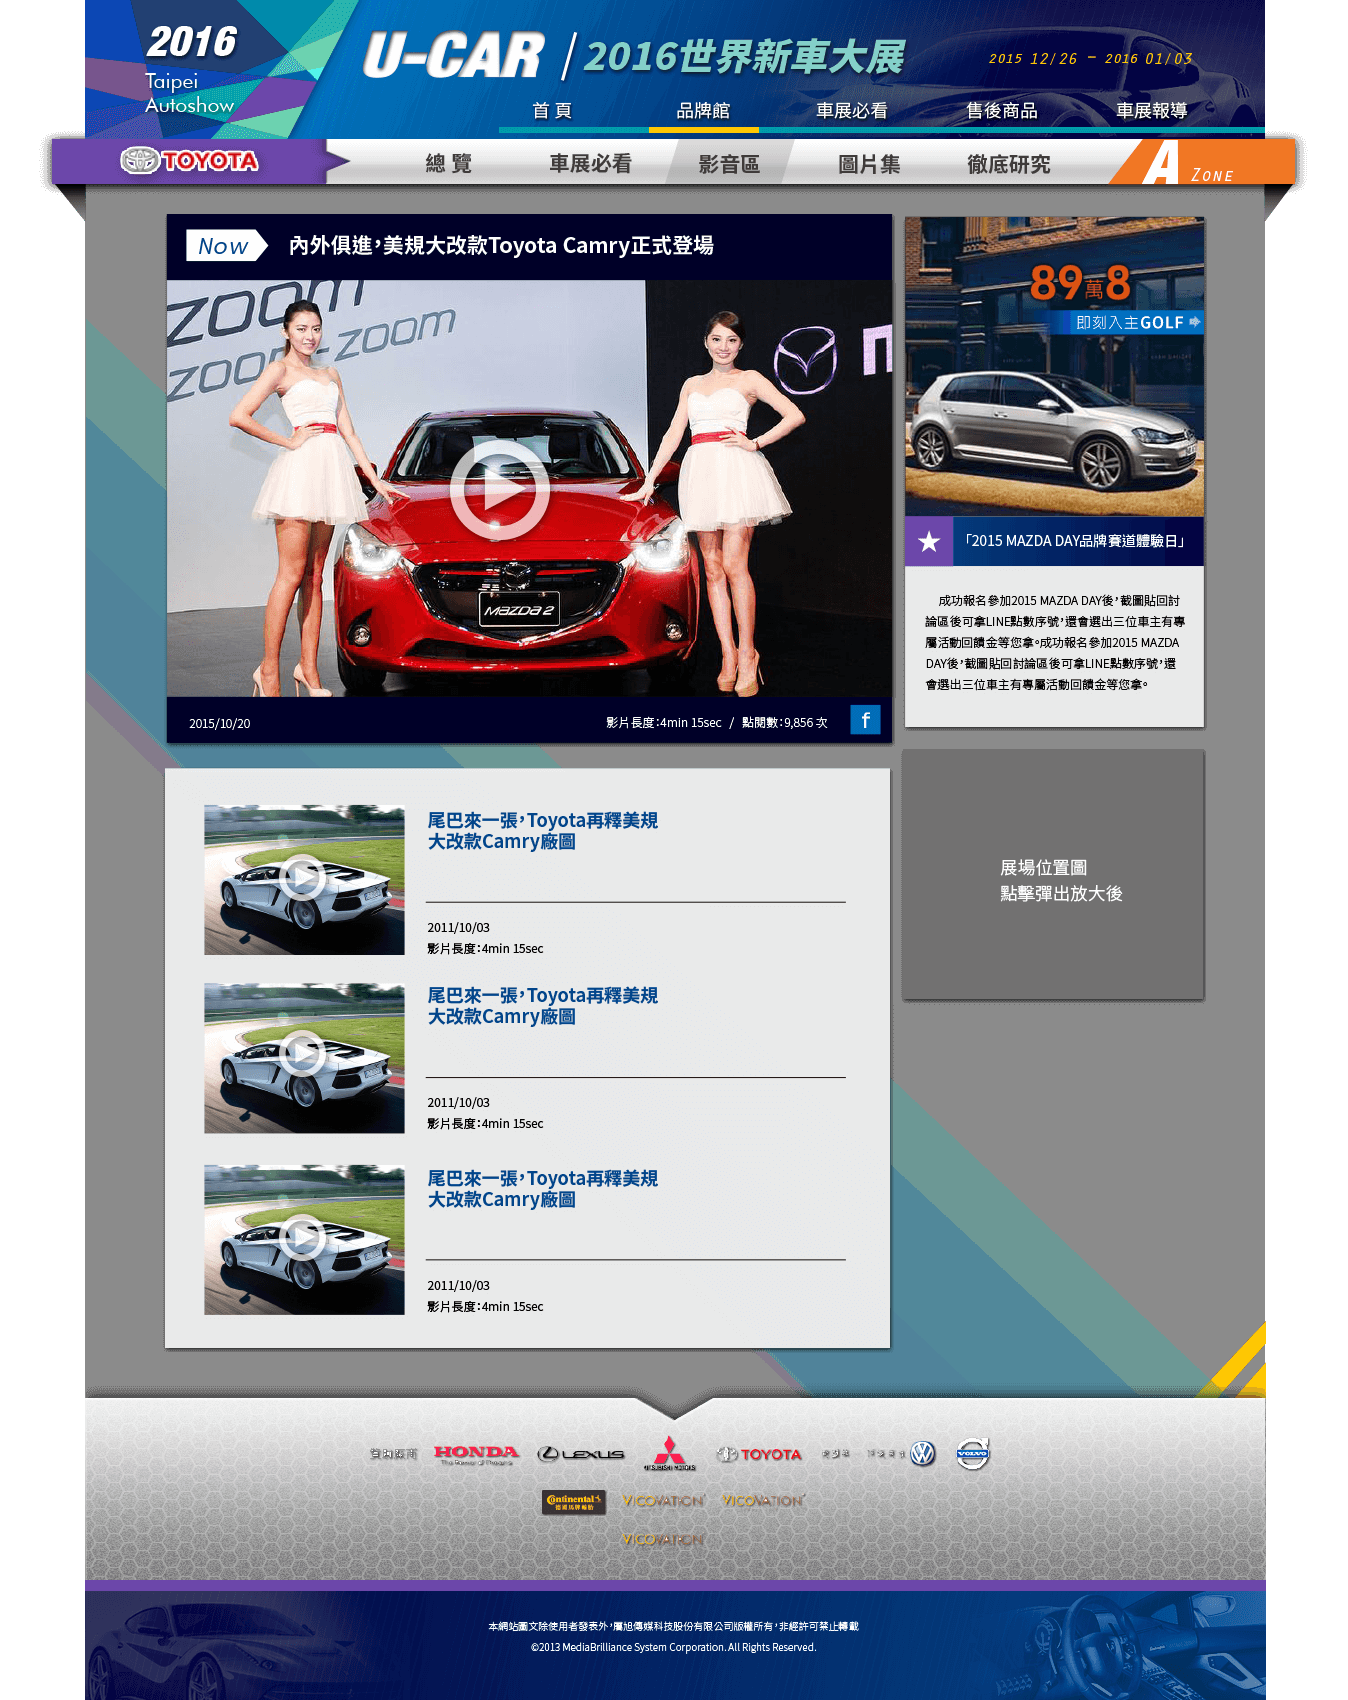 2016
Taipei
Autoshow
U-CAR / 2016世界新車大展
2015 12/26 – 2016 01/03
首 頁
品牌館
車展必看
售後商品
車展報導
TOYOTA
總 覽
車展必看
影音區
圖片集
徹底研究
A ZONE
Now
內外俱進，美規大改款Toyota Camry正式登場
zoom
zoom-zoom
mazda 2
2015/10/20
影片長度：4min 15sec / 點閱數：9,856 次
f
89萬8
即刻入主GOLF
「2015 MAZDA DAY品牌賽道體驗日」
成功報名參加2015 MAZDA DAY後，截圖貼回討
論區後可拿LINE點數序號，還會選出三位車主有專
屬活動回饋金等您拿。成功報名參加2015 MAZDA
DAY後，截圖貼回討論區後可拿LINE點數序號，還
會選出三位車主有專屬活動回饋金等您拿。
展場位置圖
點擊彈出放大後
尾巴來一張，Toyota再釋美規
大改款Camry廠圖
2011/10/03
影片長度：4min 15sec
尾巴來一張，Toyota再釋美規
大改款Camry廠圖
2011/10/03
影片長度：4min 15sec
尾巴來一張，Toyota再釋美規
大改款Camry廠圖
2011/10/03
影片長度：4min 15sec
HONDA
The Power of Dreams
LEXUS
MITSUBISHI MOTORS
TOYOTA
VOLVO
Continental
德國馬牌輪胎
VICOVATION
VICOVATION
VICOVATION
本網站圖文除使用者發表外，屬旭傳媒科技股份有限公司版權所有，非經許可禁止轉載
©2013 MediaBrilliance System Corporation. All Rights Reserved.